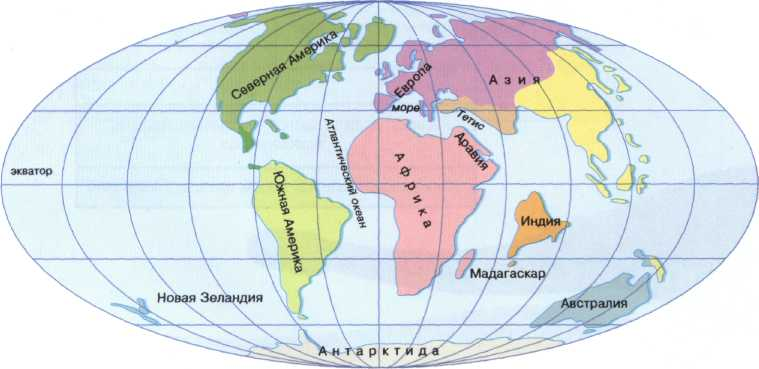 Северная Америка
Европа
Азия
море
Тетис
Атлантический океан
Африка
Аравия
экватор
Южная Америка
Индия
Мадагаскар
Новая Зеландия
Австралия
Антарктида